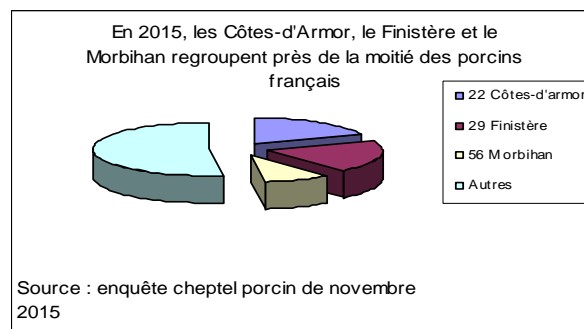 En 2015, les Côtes-d'Armor, le Finistère et le
Morbihan regroupent près de la moitié des porcins
français
22 Côtes-d'armor
29 Finistère
56 Morbihan
Autres
Source : enquête cheptel porcin de novembre
2015